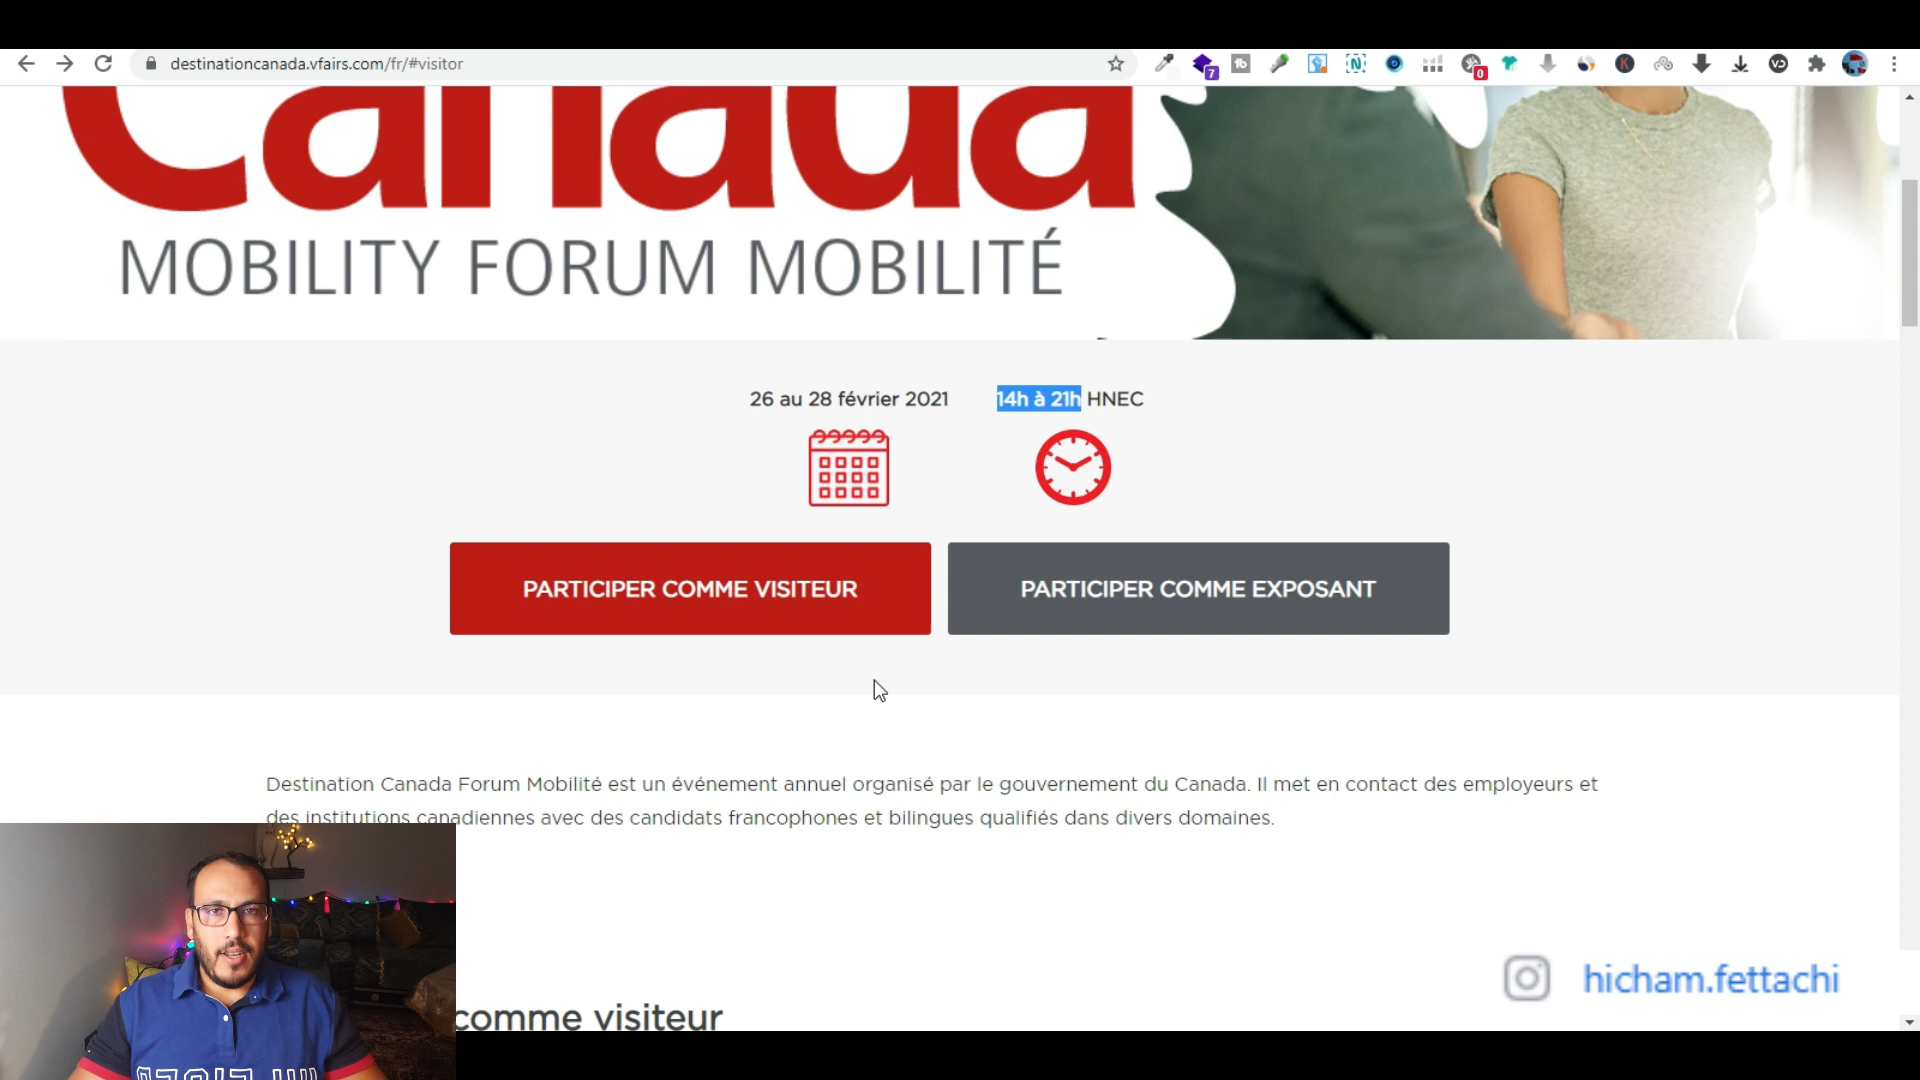 destinationcanada.vfairs.com/fr/#visitor
7
0
Canada
MOBILITY FORUM MOBILITÉ
26 au 28 février 2021 14h à 21h HNEC
PARTICIPER COMME VISITEUR PARTICIPER COMME EXPOSANT
Destination Canada Forum Mobilité est un événement annuel organisé par le gouvernement du Canada. Il met en contact des employeurs et
des institutions canadiennes avec des candidats francophones et bilingues qualifiés dans divers domaines.
hicham.fettachi
comme visiteur